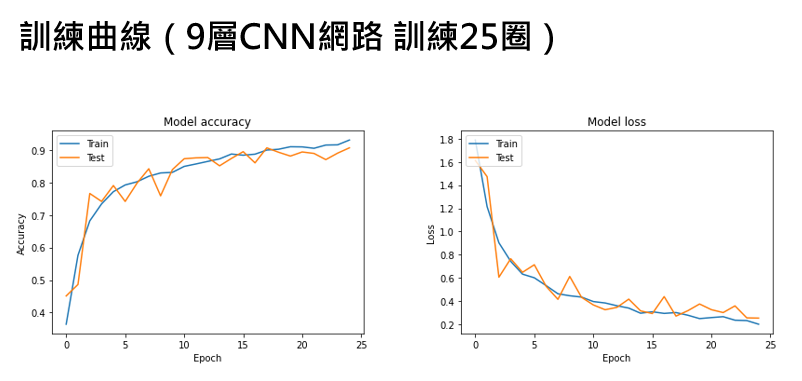 訓練曲線（9層CNN網路 訓練25圈）
Model accuracy
Train
Test
0.9
0.8
0.7
0.6
0.5
0.4
Accuracy
0 5 10 15 20 25
Epoch
Model loss
Train
Test
1.8
1.6
1.4
1.2
1.0
0.8
0.6
0.4
0.2
Loss
0 5 10 15 20 25
Epoch